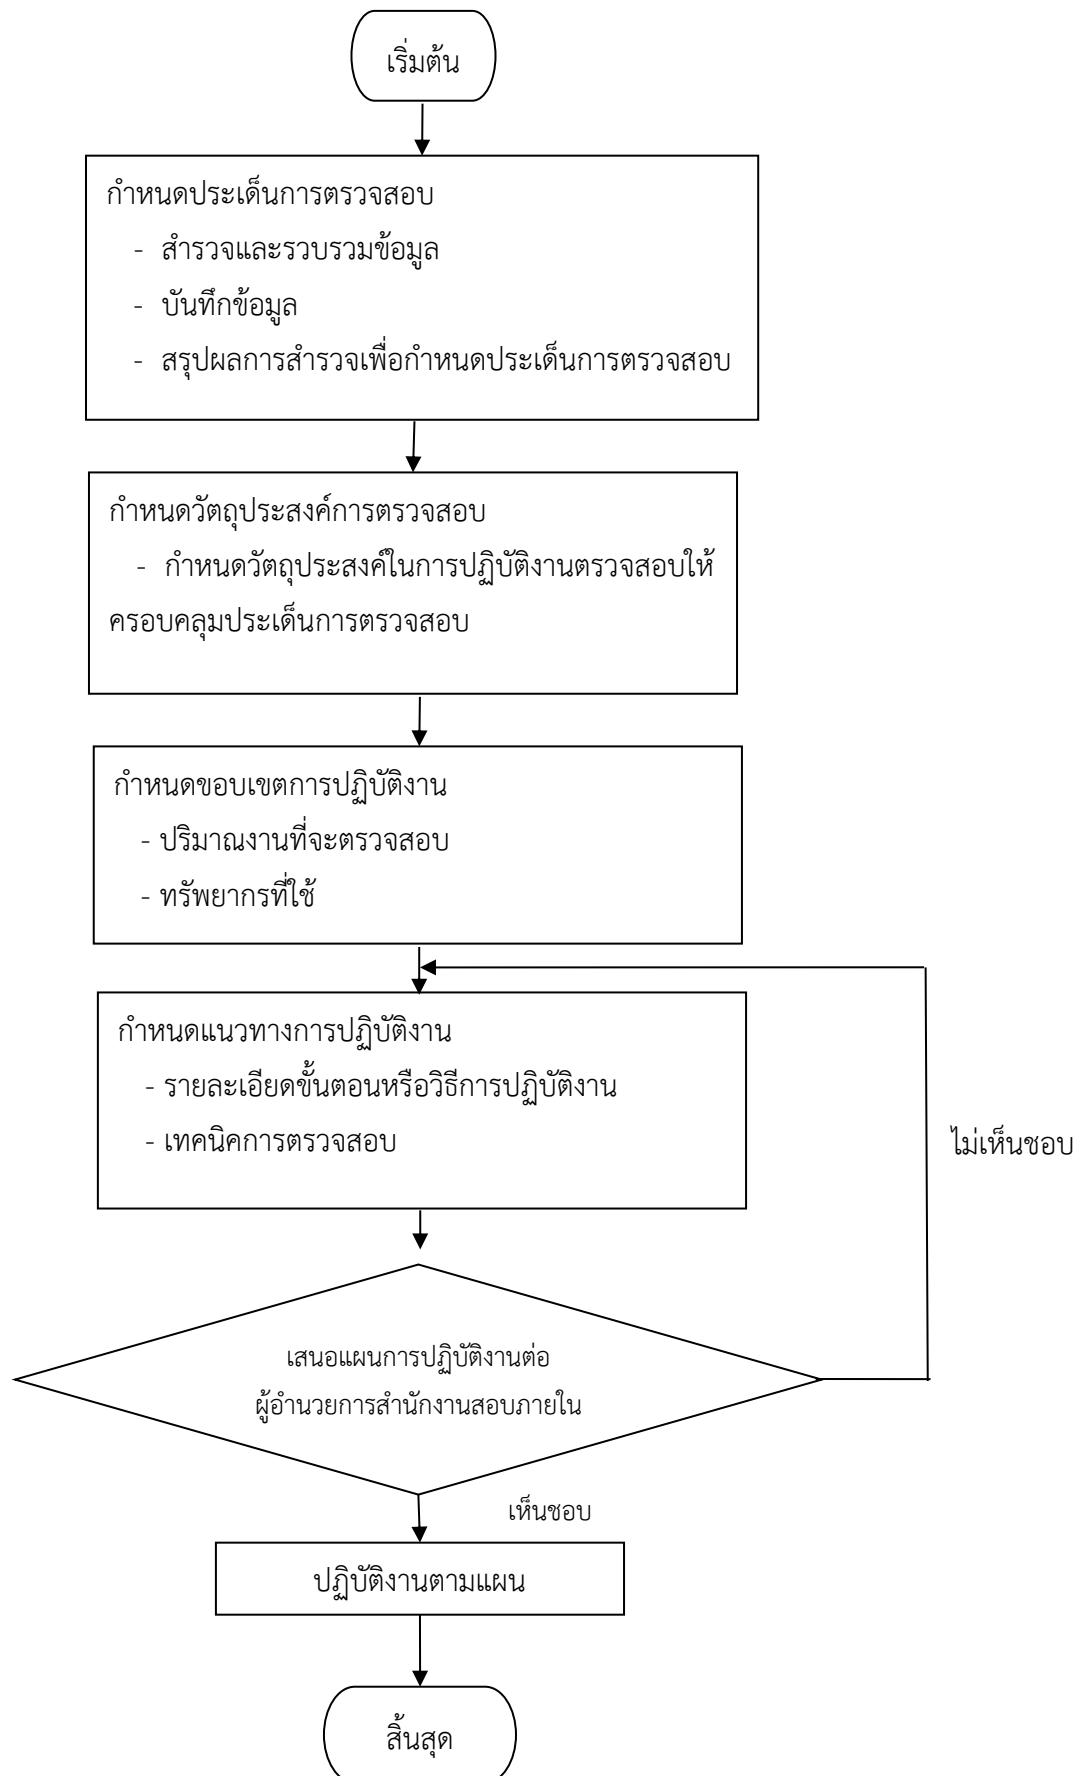 เริ่มต้น
กำหนดประเด็นการตรวจสอบ
- สำรวจและรวบรวมข้อมูล
- บันทึกข้อมูล
- สรุปผลการสำรวจเพื่อกำหนดประเด็นการตรวจสอบ
กำหนดวัตถุประสงค์การตรวจสอบ
- กำหนดวัตถุประสงค์ในการปฏิบัติงานตรวจสอบให้
ครอบคลุมประเด็นการตรวจสอบ
กำหนดขอบเขตการปฏิบัติงาน
- ปริมาณงานที่จะตรวจสอบ
- ทรัพยากรที่ใช้
กำหนดแนวทางการปฏิบัติงาน
- รายละเอียดขั้นตอนหรือวิธีการปฏิบัติงาน
- เทคนิคการตรวจสอบ
ไม่เห็นชอบ
เสนอแผนการปฏิบัติงานต่อ
ผู้อำนวยการสำนักงานสอบภายใน
เห็นชอบ
ปฏิบัติงานตามแผน
สิ้นสุด